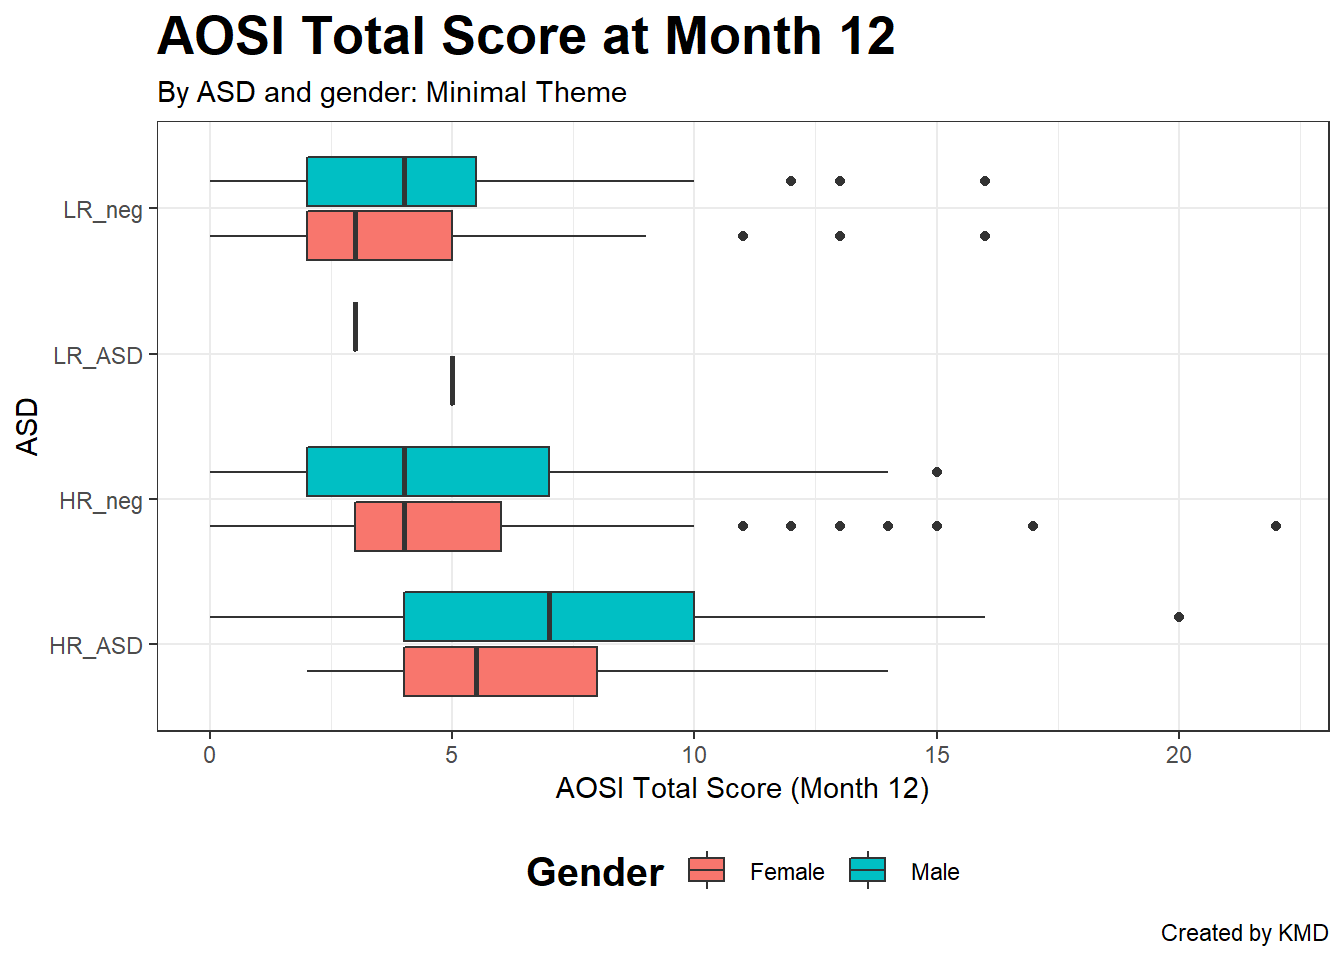 AOSI Total Score at Month 12
By ASD and gender: Minimal Theme
ASD
LR_neg
LR_ASD
HR_neg
HR_ASD
0 5 10 15 20
AOSI Total Score (Month 12)
Gender Female Male
Created by KMD